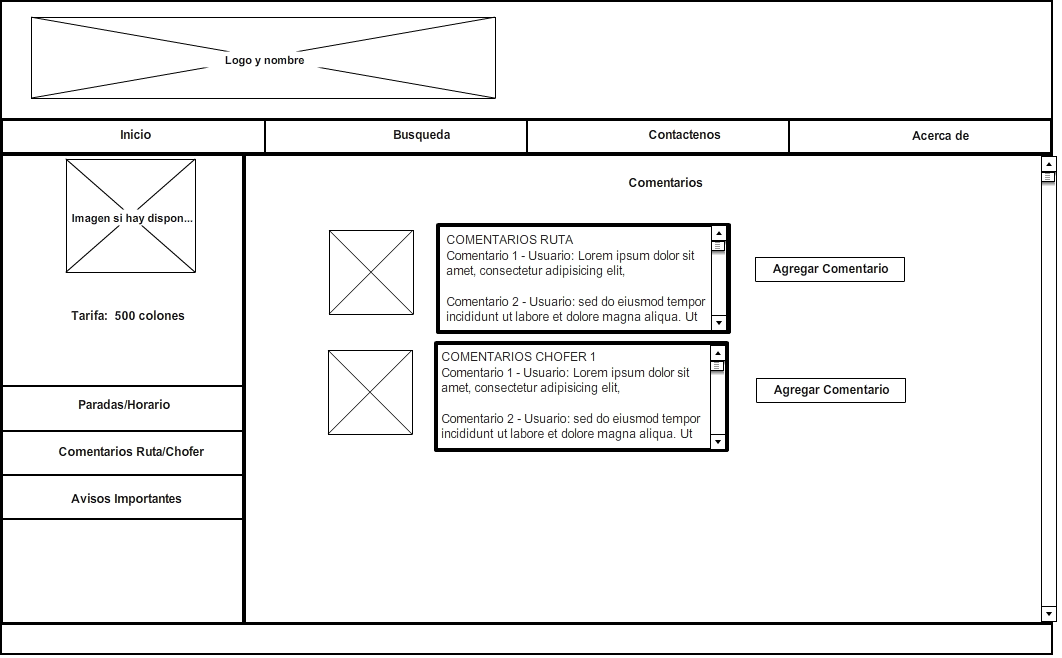 Logo y nombre
Inicio
Busqueda
Contactenos
Acerca de
Imagen si hay dispon...
Tarifa:  500 colones
Paradas/Horario
Comentarios Ruta/Chofer
Avisos Importantes
Comentarios
COMENTARIOS RUTA
Comentario 1 - Usuario: Lorem ipsum dolor sit
amet, consectetur adipisicing elit,
Comentario 2 - Usuario: sed do eiusmod tempor
incididunt ut labore et dolore magna aliqua. Ut
Agregar Comentario
COMENTARIOS CHOFER 1
Comentario 1 - Usuario: Lorem ipsum dolor sit
amet, consectetur adipisicing elit,
Comentario 2 - Usuario: sed do eiusmod tempor
incididunt ut labore et dolore magna aliqua. Ut
Agregar Comentario